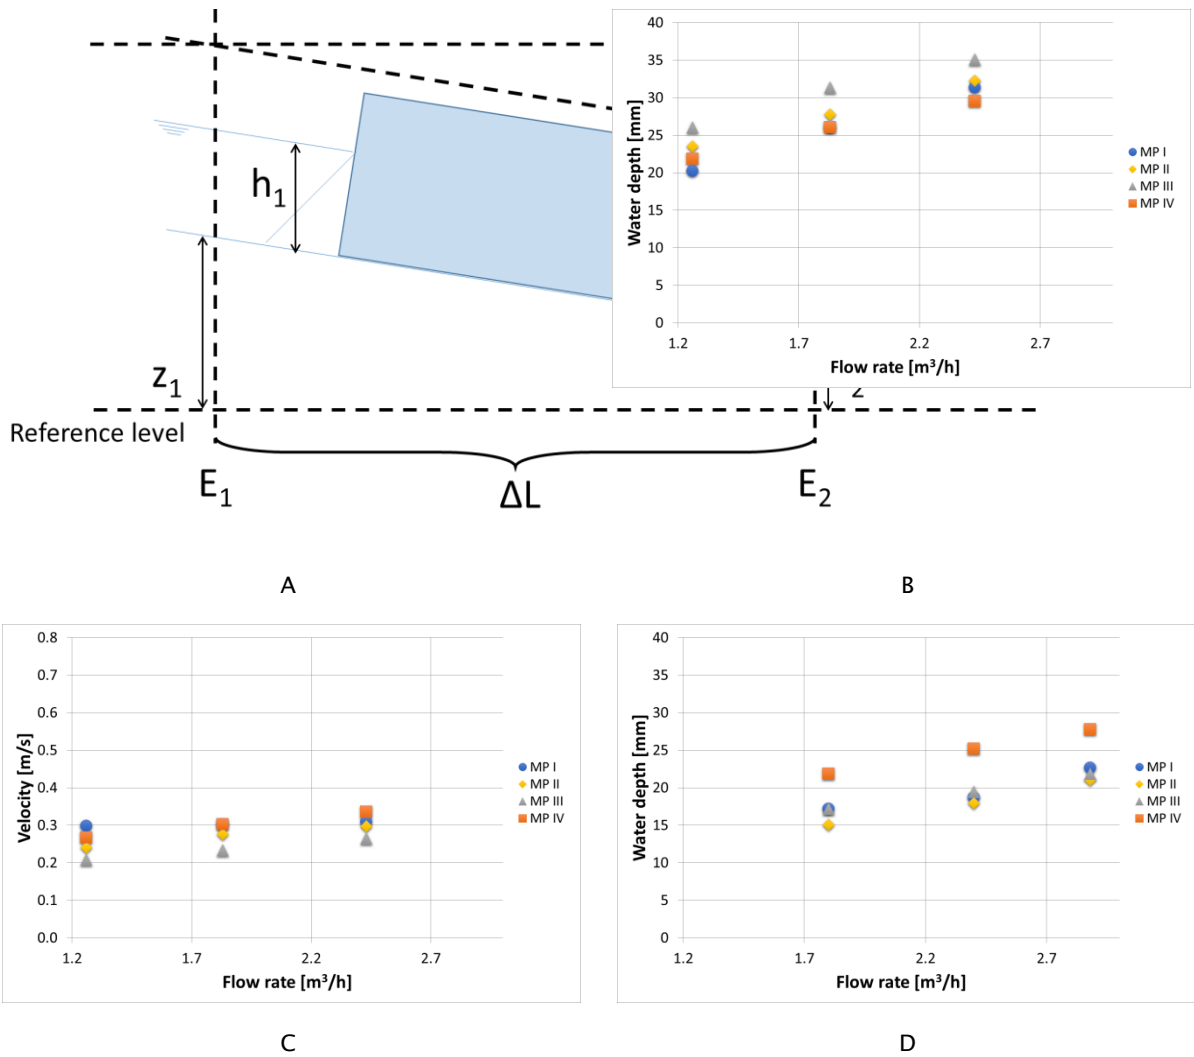 h1
z1
Reference level
E1
ΔL
E2
2
A
40
35
30
25
20
15
10
5
0
Water depth [mm]
1.2 1.7 2.2 2.7
Flow rate [m³/h]
MP I
MP II
MP III
MP IV
B
0.8
0.7
0.6
0.5
0.4
0.3
0.2
0.1
0.0
Velocity [m/s]
1.2 1.7 2.2 2.7
Flow rate [m³/h]
MP I
MP II
MP III
MP IV
C
40
35
30
25
20
15
10
5
0
Water depth [mm]
1.2 1.7 2.2 2.7
Flow rate [m³/h]
MP I
MP II
MP III
MP IV
D